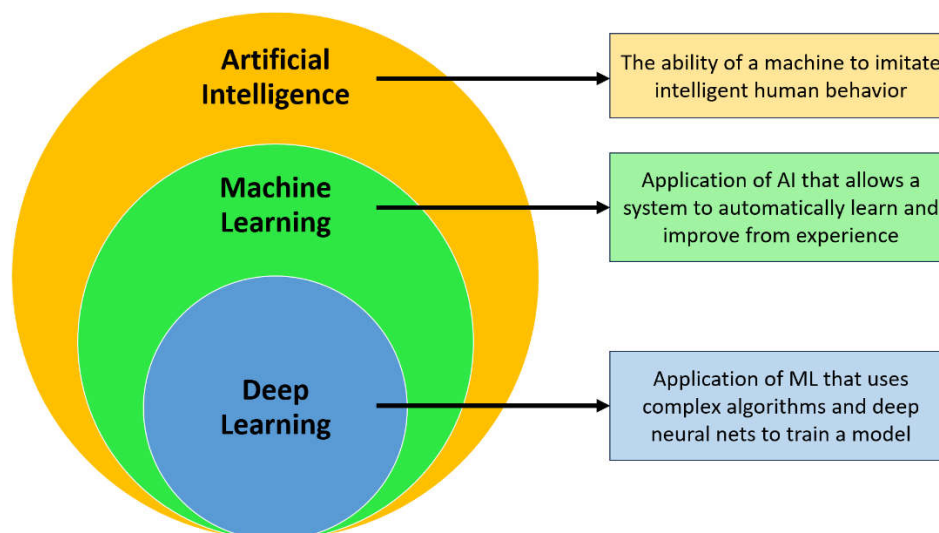 Artificial
Intelligence
The ability of a machine to imitate
intelligent human behavior
Machine
Learning
Application of AI that allows a
system to automatically learn and
improve from experience
Deep
Learning
Application of ML that uses
complex algorithms and deep
neural nets to train a model